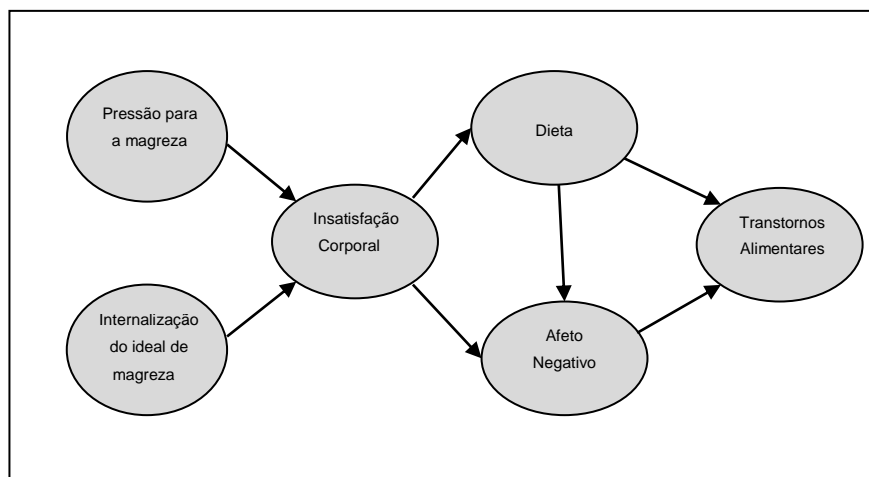 Pressão para
a magreza
Internalização
do ideal de
magreza
Insatisfação
Corporal
Dieta
Afeto
Negativo
Transtornos
Alimentares